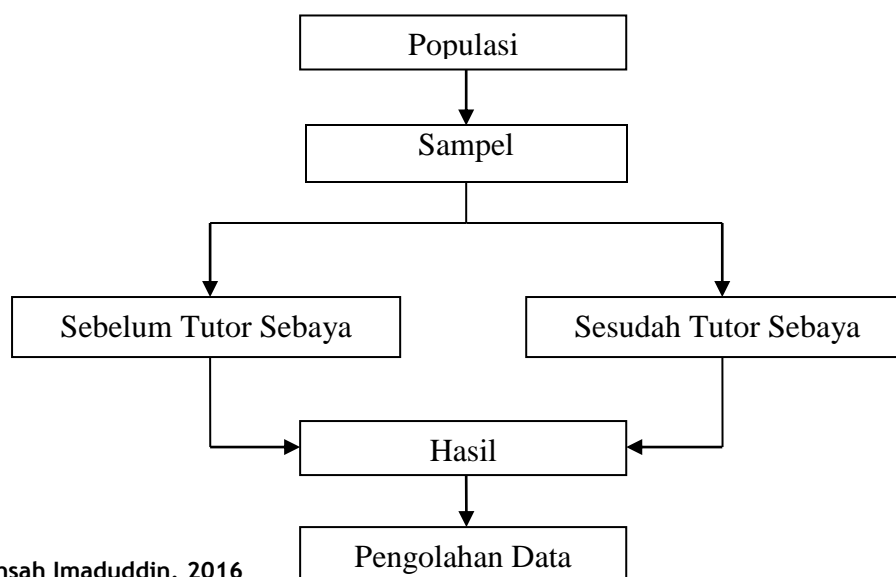 Populasi
Sampel
Sebelum Tutor Sebaya
Sesudah Tutor Sebaya
Hasil
Pengolahan Data
Imaduddin, 2016